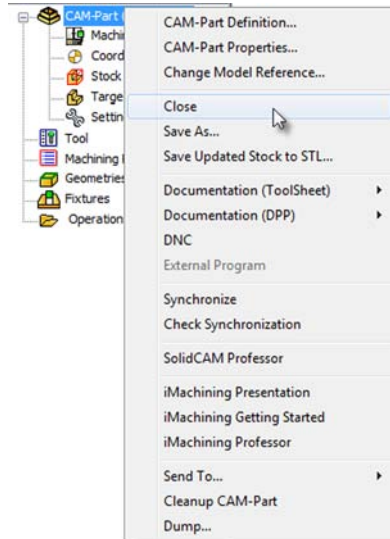 CAM-Part (
Machi
Coord
Stock
Targe
Settin
Tool
Machining
Geometries
Fixtures
Operation
CAM-Part Definition...
CAM-Part Properties...
Change Model Reference...
Close
Save As...
Save Updated Stock to STL...
Documentation (ToolSheet)
Documentation (DPP)
DNC
External Program
Synchronize
Check Synchronization
SolidCAM Professor
iMachining Presentation
iMachining Getting Started
iMachining Professor
Send To...
Cleanup CAM-Part
Dump...